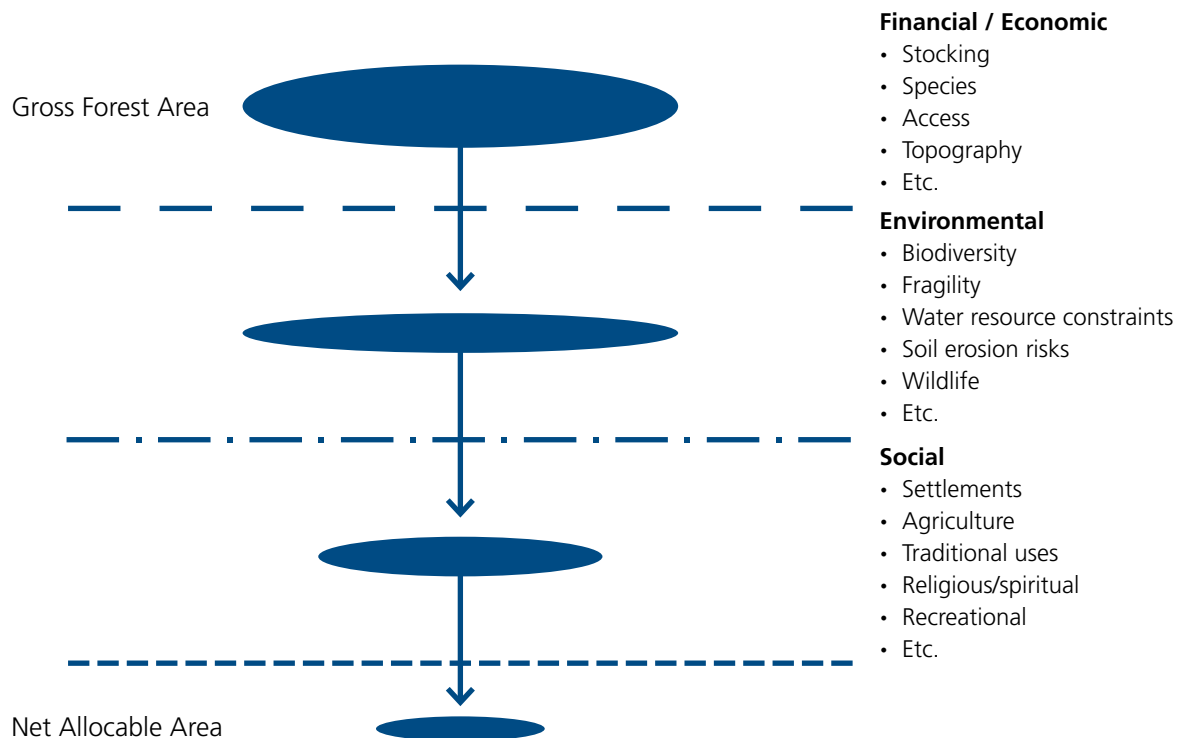 Financial / Economic
• Stocking
• Species
• Access
• Topography
• Etc.
Gross Forest Area
Environmental
• Biodiversity
• Fragility
• Water resource constraints
• Soil erosion risks
• Wildlife
• Etc.
Social
• Settlements
• Agriculture
• Traditional uses
• Religious/spiritual
• Recreational
• Etc.
Net Allocable Area